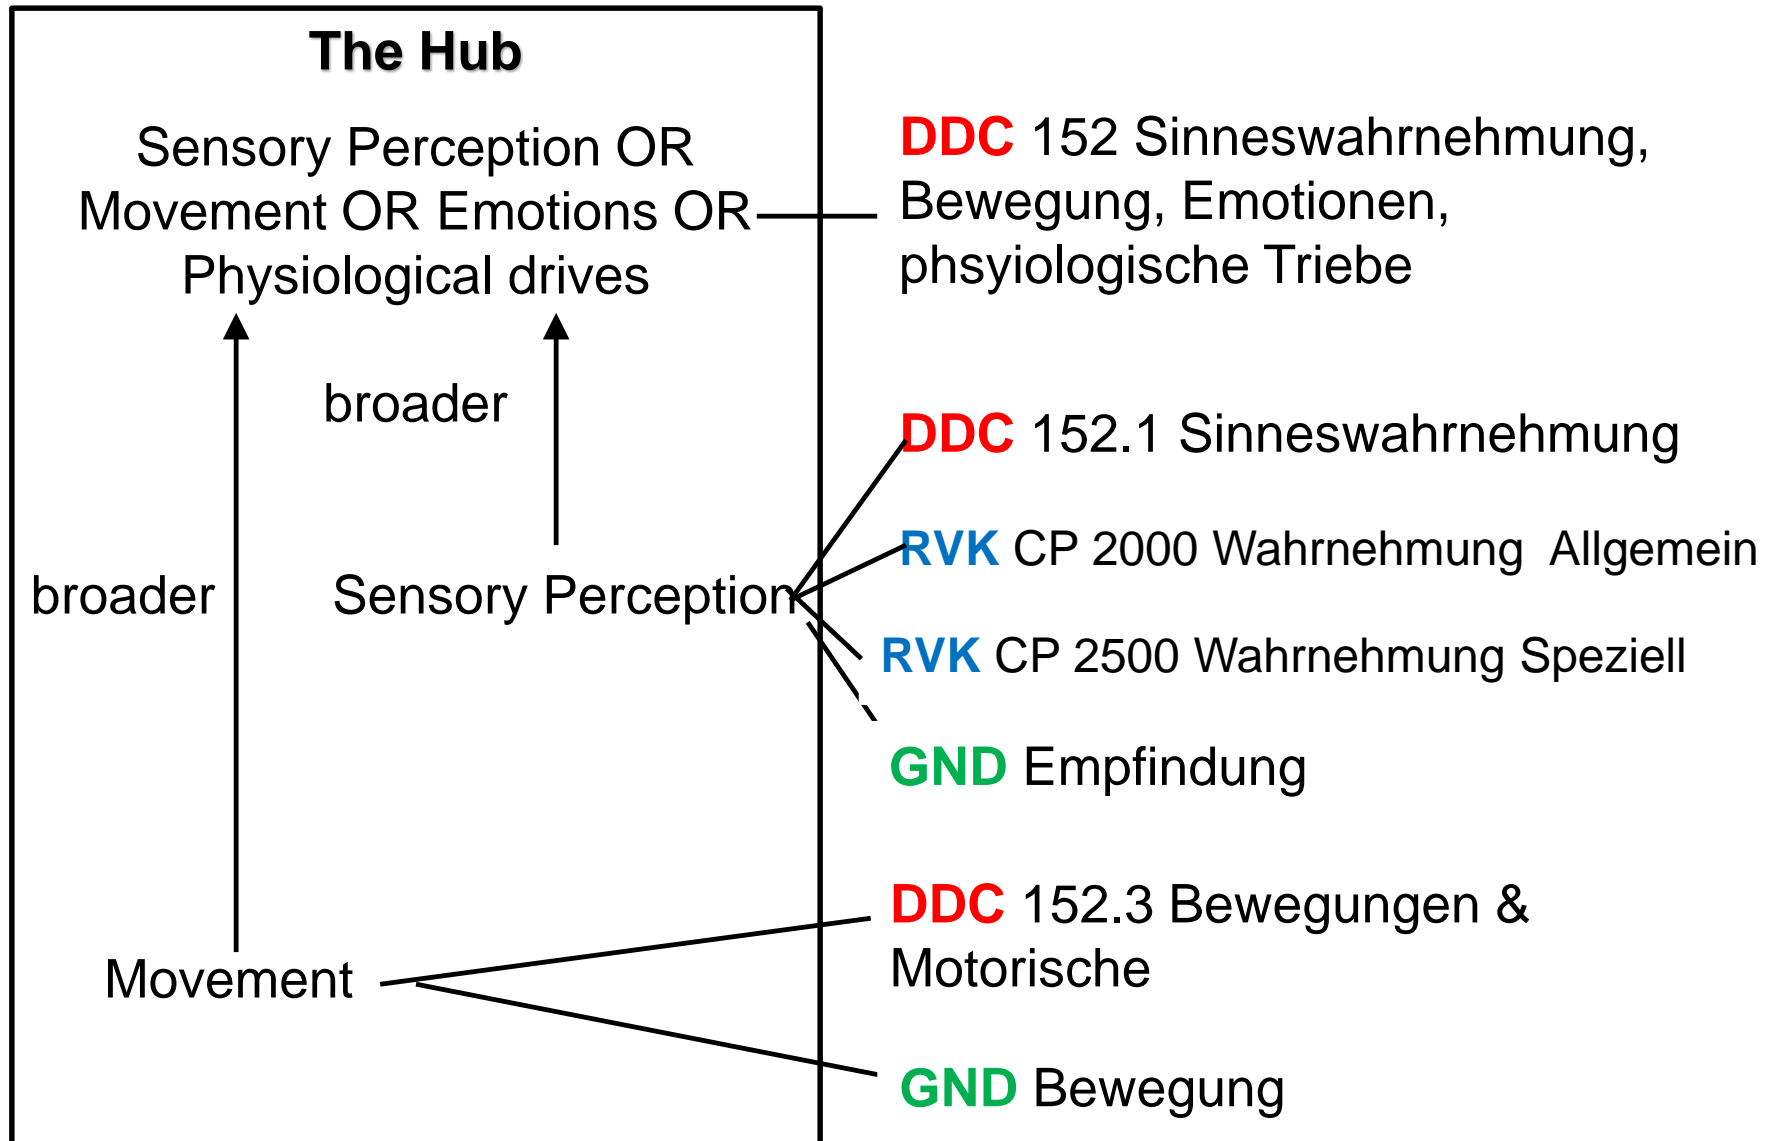 The Hub
Sensory Perception OR
Movement OR Emotions OR
Physiological drives
DDC 152 Sinneswahrnehmung,
Bewegung, Emotionen,
phsyiologische Triebe
broader
DDC 152.1 Sinneswahrnehmung
RVK CP 2000 Wahrnehmung Allgemein
broader
Sensory Perception
RVK CP 2500 Wahrnehmung Speziell
GND Empfindung
DDC 152.3 Bewegungen &
Motorische
Movement
GND Bewegung